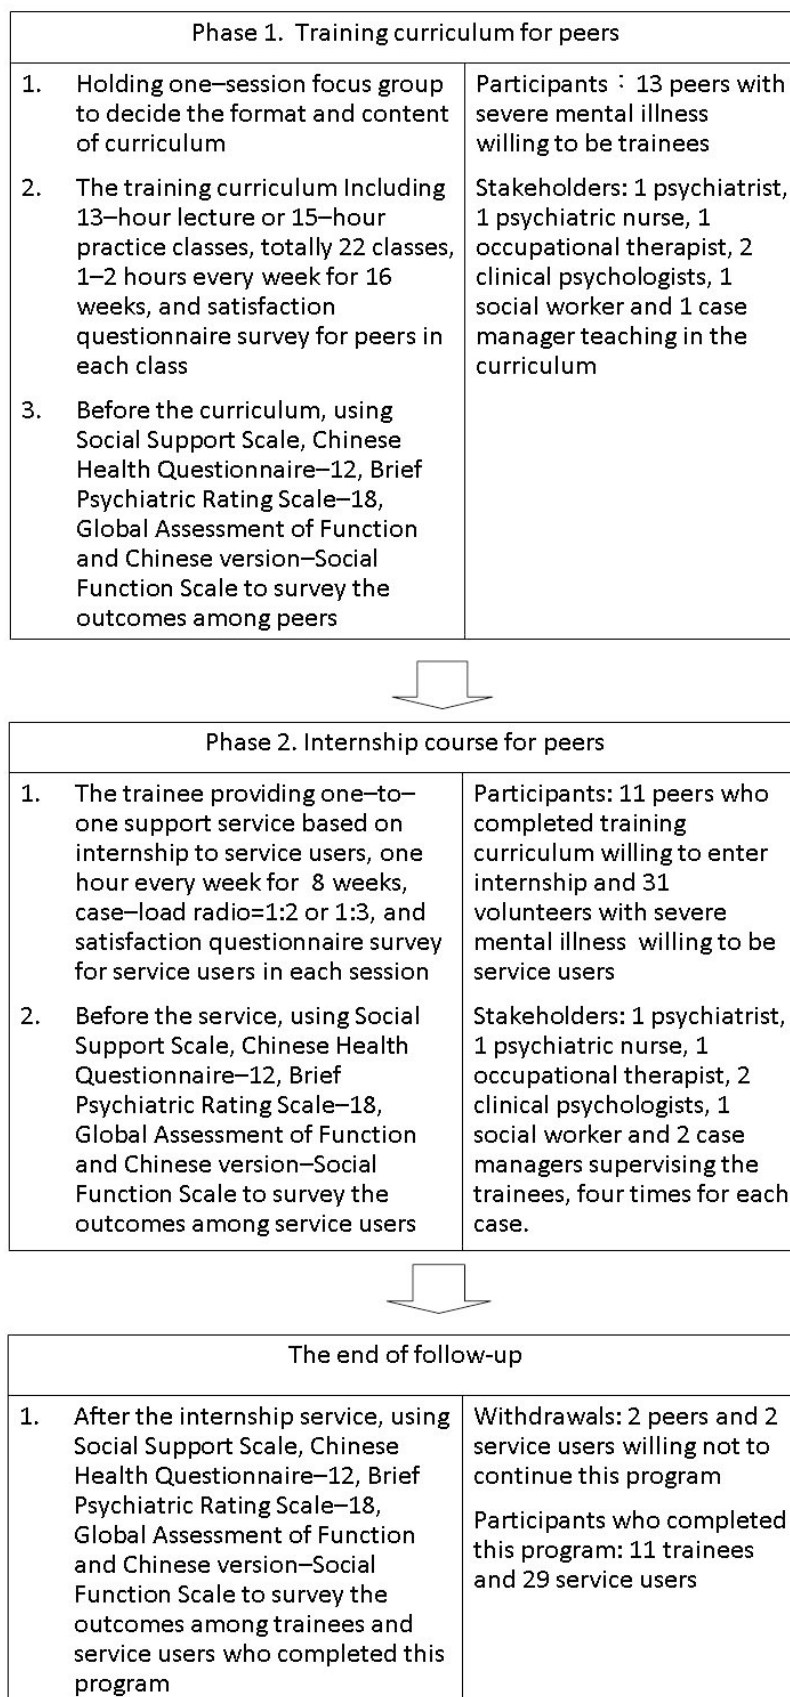 Phase 1. Training curriculum for peers
1. Holding one–session focus group
to decide the format and content
of curriculum
2. The training curriculum Including
13–hour lecture or 15–hour
practice classes, totally 22 classes,
1–2 hours every week for 16
weeks, and satisfaction
questionnaire survey for peers in
each class
3. Before the curriculum, using
Social Support Scale, Chinese
Health Questionnaire–12, Brief
Psychiatric Rating Scale–18,
Global Assessment of Function
and Chinese version–Social
Function Scale to survey the
outcomes among peers
Participants：13 peers with
severe mental illness
willing to be trainees
Stakeholders: 1 psychiatrist,
1 psychiatric nurse, 1
occupational therapist, 2
clinical psychologists, 1
social worker and 1 case
manager teaching in the
curriculum
Phase 2. Internship course for peers
1. The trainee providing one–to–
one support service based on
internship to service users, one
hour every week for 8 weeks,
case–load radio=1:2 or 1:3, and
satisfaction questionnaire survey
for service users in each session
2. Before the service, using Social
Support Scale, Chinese Health
Questionnaire–12, Brief
Psychiatric Rating Scale–18,
Global Assessment of Function
and Chinese version–Social
Function Scale to survey the
outcomes among service users
Participants: 11 peers who
completed training
curriculum willing to enter
internship and 31
volunteers with severe
mental illness willing to be
service users
Stakeholders: 1 psychiatrist,
1 psychiatric nurse, 1
occupational therapist, 2
clinical psychologists, 1
social worker and 2 case
managers supervising the
trainees, four times for each
case.
The end of follow-up
1. After the internship service, using
Social Support Scale, Chinese
Health Questionnaire–12, Brief
Psychiatric Rating Scale–18,
Global Assessment of Function
and Chinese version–Social
Function Scale to survey the
outcomes among trainees and
service users who completed this
program
Withdrawals: 2 peers and 2
service users willing not to
continue this program
Participants who completed
this program: 11 trainees
and 29 service users